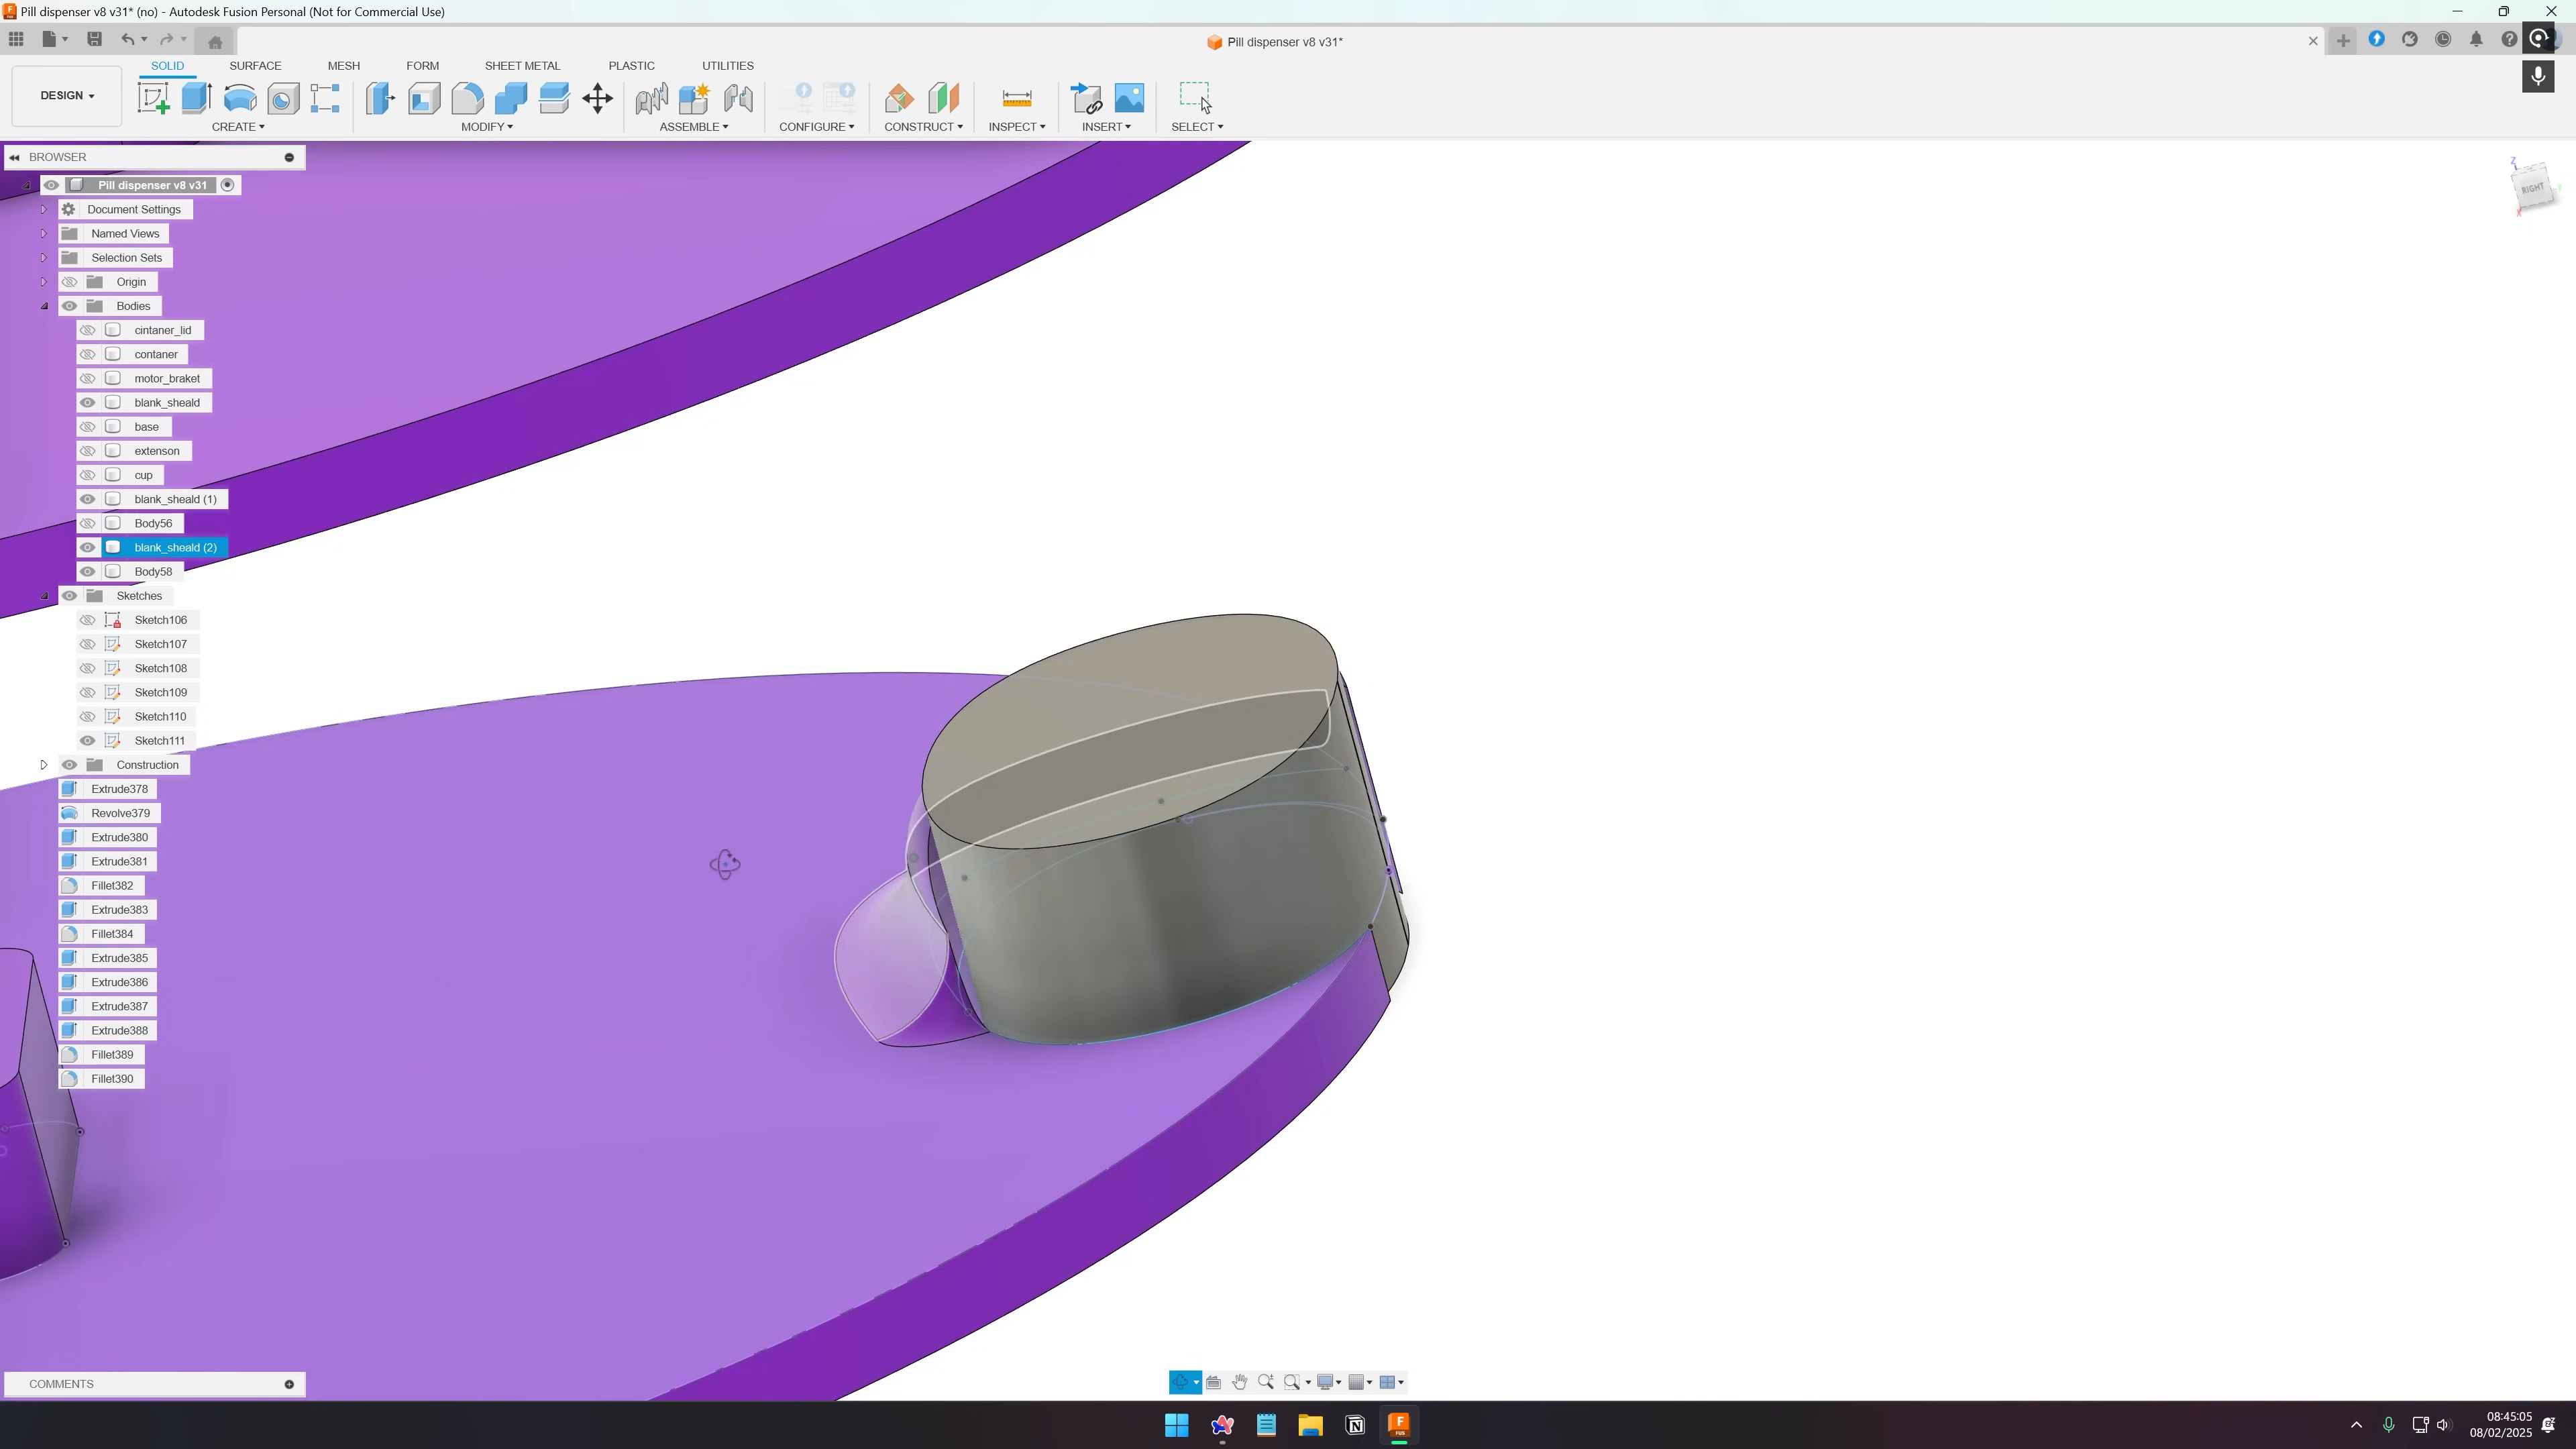 Pill dispenser v8 v31* (no) - Autodesk Fusion Personal (Not for Commercial Use)
Pill dispenser v8 v31*
SOLID SURFACE MESH FORM SHEET METAL PLASTIC UTILITIES
DESIGN
CREATE MODIFY ASSEMBLE CONFIGURE CONSTRUCT INSPECT INSERT SELECT
BROWSER
Pill dispenser v8 v31
Document Settings
Named Views
Selection Sets
Origin
Bodies
cintaner_lid
contaner
motor_braket
blank_sheald
base
extenson
cup
blank_sheald (1)
Body56
blank_sheald (2)
Body58
Sketches
Sketch106
Sketch107
Sketch108
Sketch109
Sketch110
Sketch111
Construction
Extrude378
Revolve379
Extrude380
Extrude381
Fillet382
Extrude383
Fillet384
Extrude385
Extrude386
Extrude387
Extrude388
Fillet389
Fillet390
RIGHT
Z
X
COMMENTS
F
FUS
08:45:05
08/02/2025